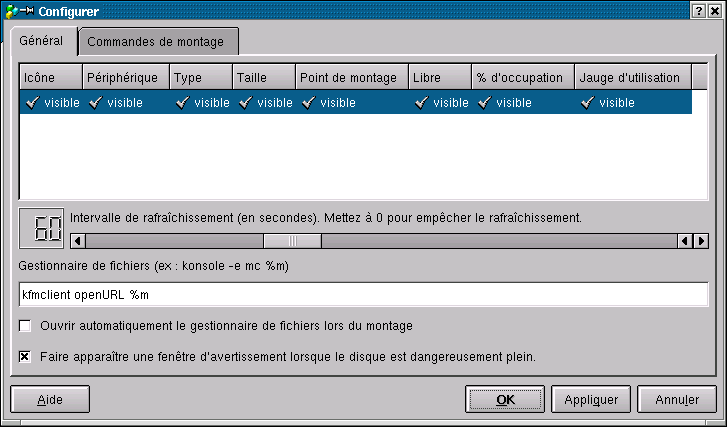 Configurer
Général Commandes de montage
Icône Périphérique Type Taille Point de montage Libre % d'occupation Jauge d'utilisation
visible visible visible visible visible visible visible visible
60 Intervalle de rafraîchissement (en secondes). Mettez à 0 pour empêcher le rafraîchissement.
Gestionnaire de fichiers (ex : konsole -e mc %m)
kfmclient openURL %m
Ouvrir automatiquement le gestionnaire de fichiers lors du montage
Faire apparaître une fenêtre d'avertissement lorsque le disque est dangereusement plein.
Aide OK Appliquer Annuler